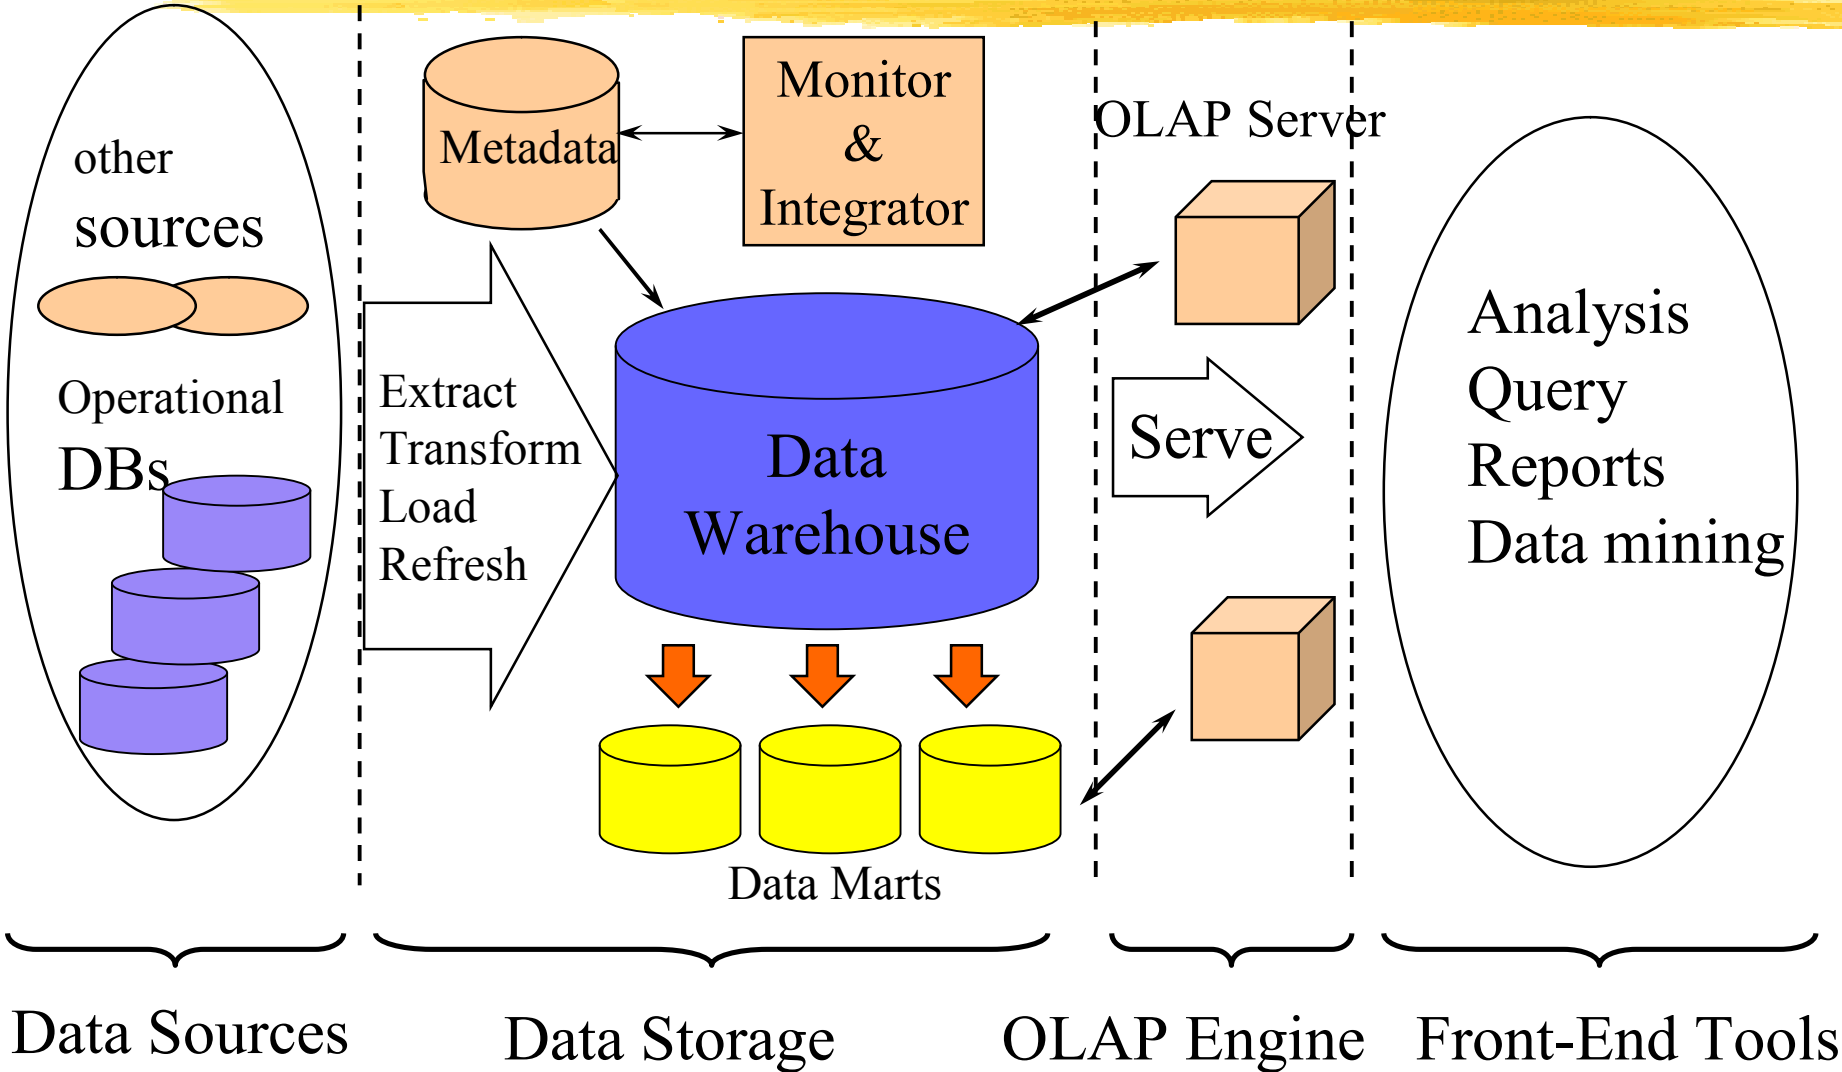 other
sources
Operational
DBs
Metadata
Monitor
&
Integrator
Extract
Transform
Load
Refresh
Data
Warehouse
Data Marts
OLAP Server
Serve
Analysis
Query
Reports
Data mining
Data Sources
Data Storage
OLAP Engine
Front-End Tools